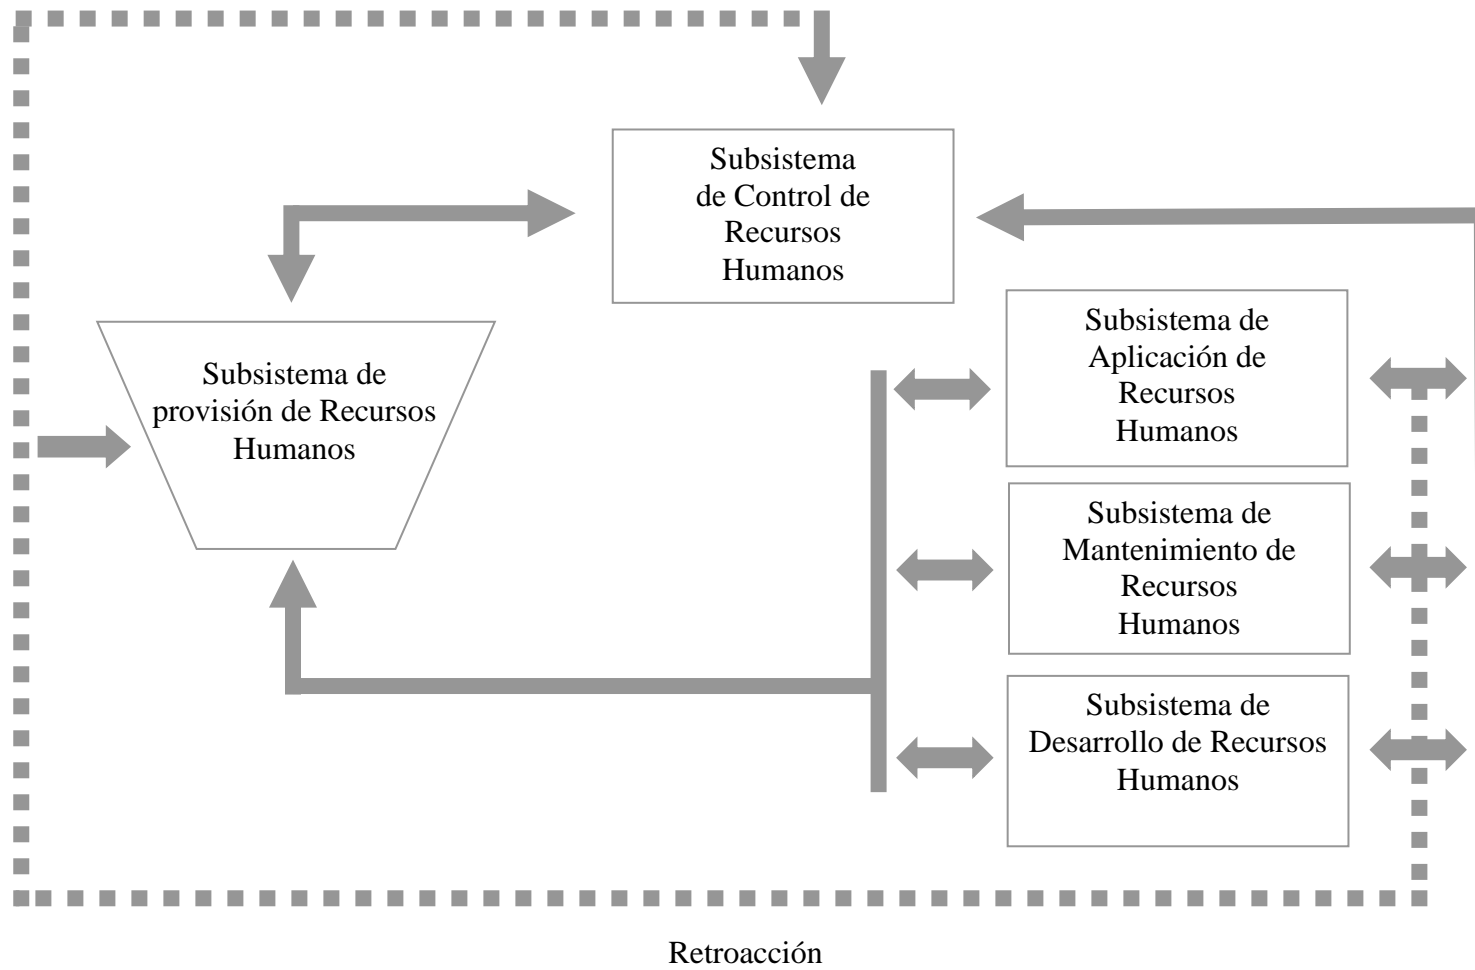 Subsistema
de Control de
Recursos
Humanos
Subsistema de
provisión de Recursos
Humanos
Subsistema de
Aplicación de
Recursos
Humanos
Subsistema de
Mantenimiento de
Recursos
Humanos
Subsistema de
Desarrollo de Recursos
Humanos
Retroacción